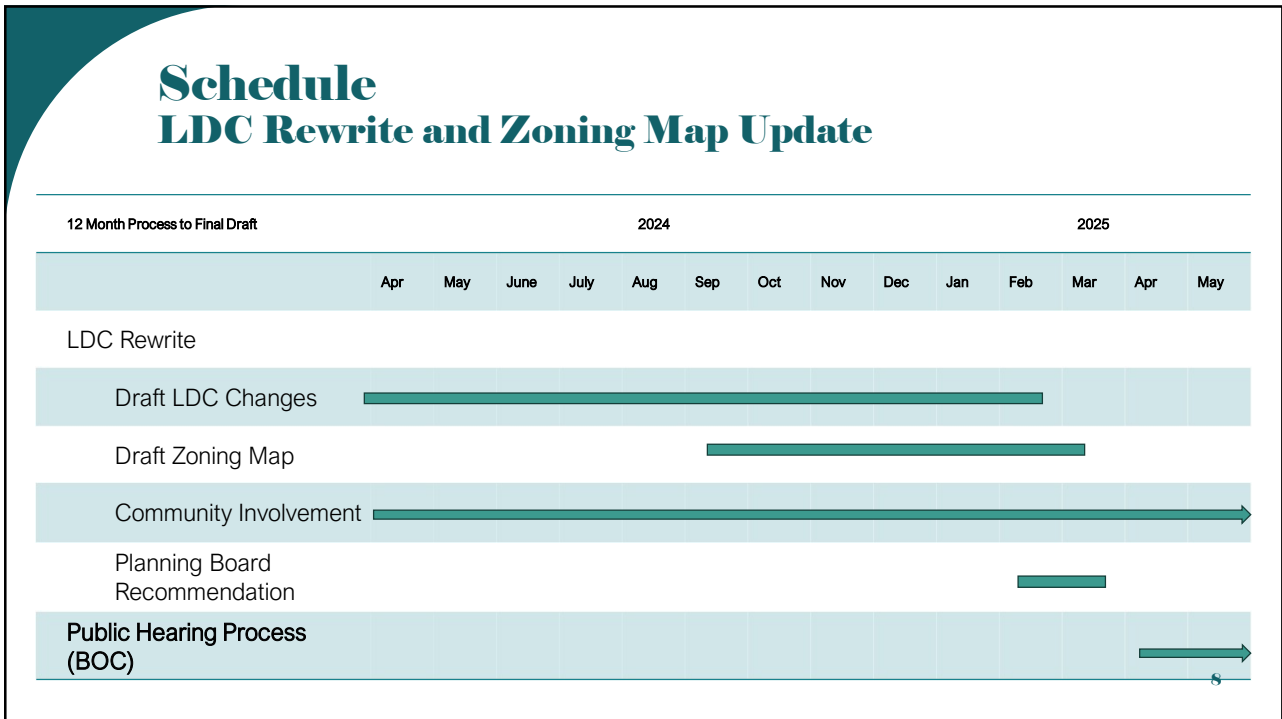 Schedule
LDC Rewrite and Zoning Map Update
12 Month Process to Final Draft 2024 2025
Apr May June July Aug Sep Oct Nov Dec Jan Feb Mar Apr May
LDC Rewrite
Draft LDC Changes
Draft Zoning Map
Community Involvement
Planning Board
Recommendation
Public Hearing Process
(BOC)
8